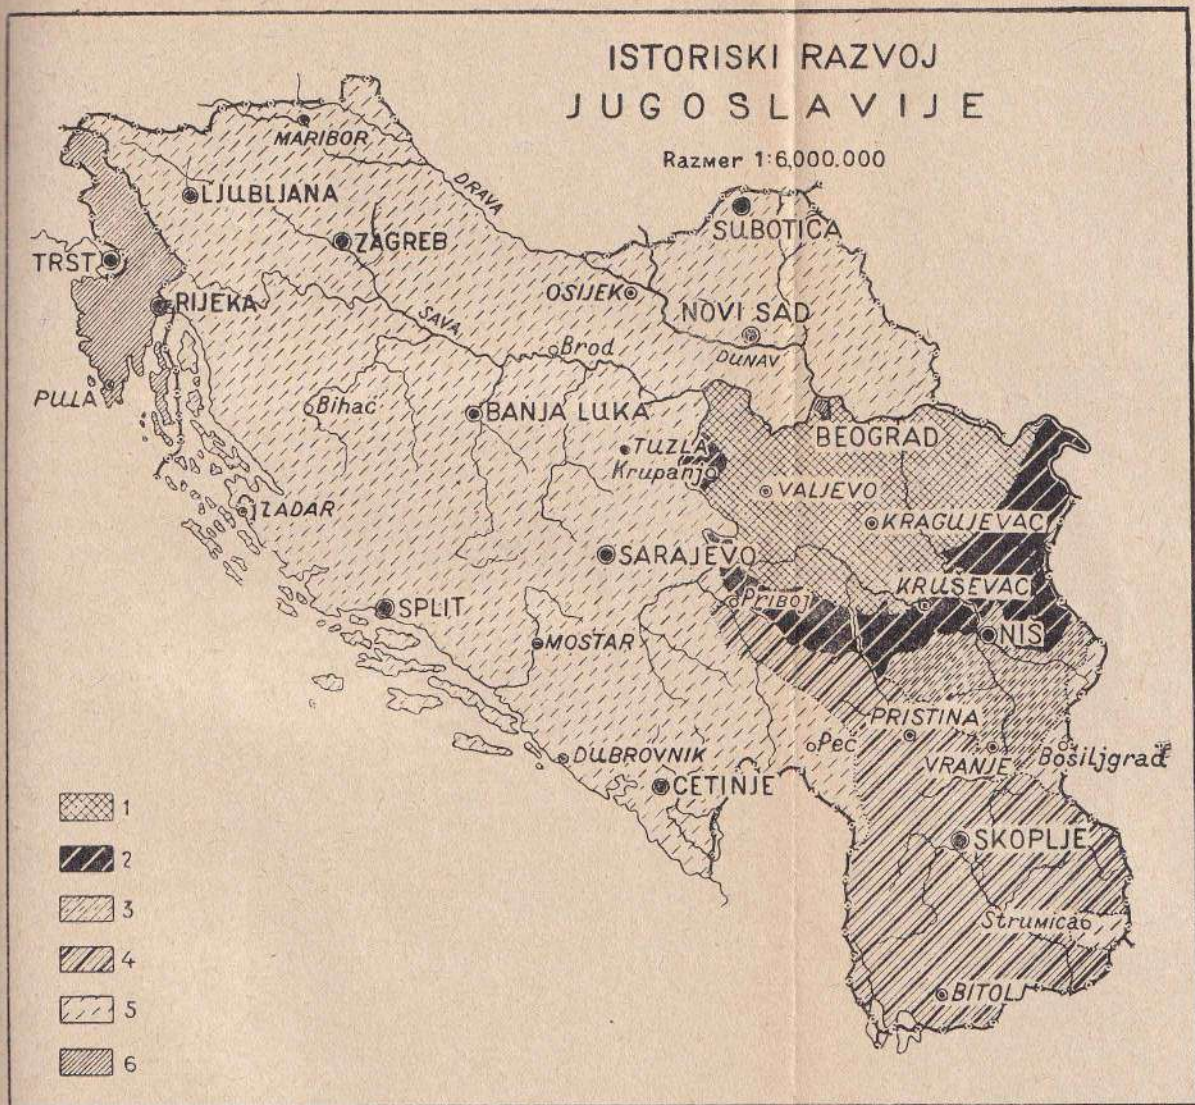 ISTORISKI RAZVOJ
JUGOSLAVIJE
Razmer 1:6.000.000
MARIBOR
DRAVA
LJUBLJANA
SUBOTICA
ZAGREB
TRST
OSIJEK
RIJEKA
NOVI SAD
SAVA
Brod
DUNAV
PULA
Bihać
BANJA LUKA
BEOGRAD
TUZLA
Krupanj
VALJEVO
ZADAR
KRAGUJEVAC
SARAJEVO
KRUŠEVAC
Priboj
SPLIT
NIŠ
MOSTAR
PRISTINA
Peć
Bosiljgrad
DUBROVNIK
VRANJE
CETINJE
1
SKOPLJE
2
3
Strumica
4
BITOLJ
5
6